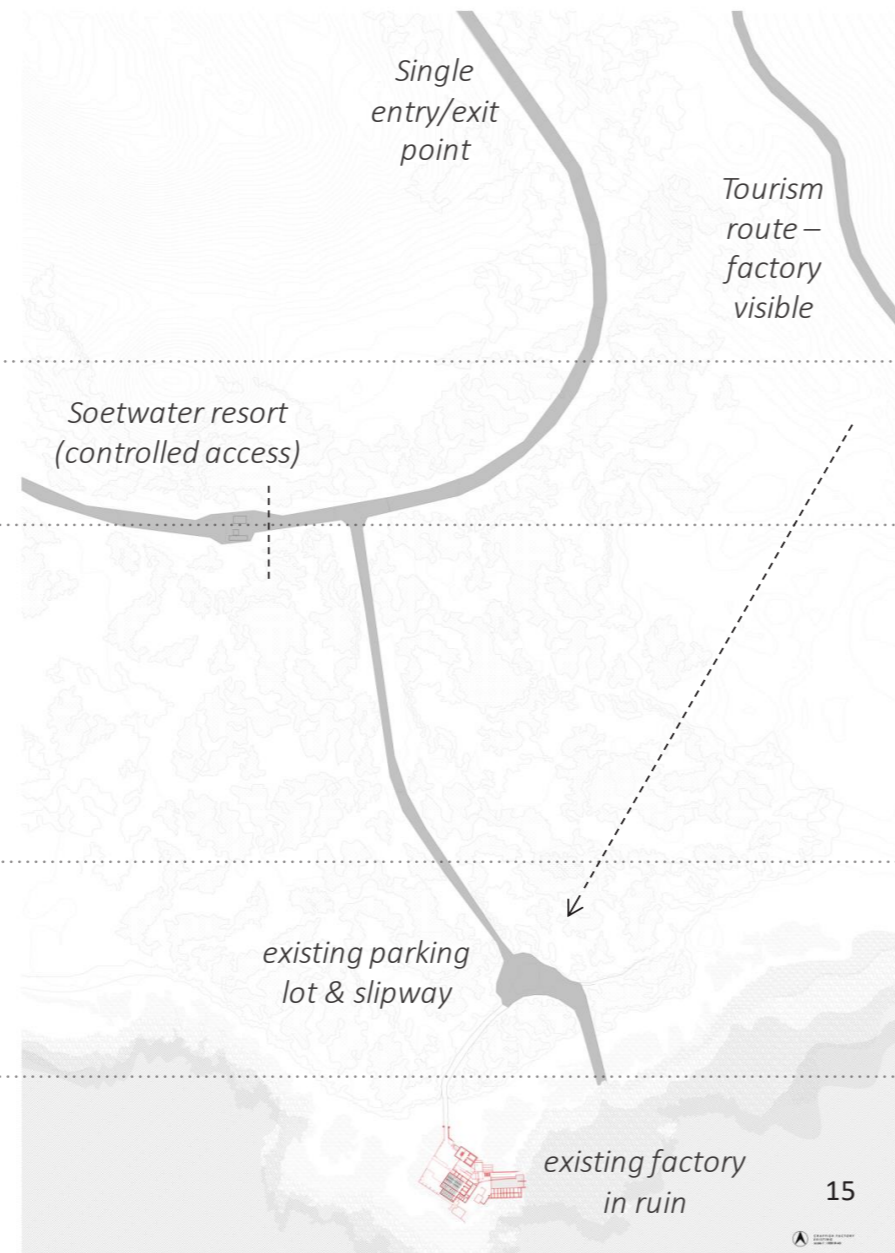 Single
entry/exit
point
Tourism
route –
factory
visible
Soetwater resort
(controlled access)
existing parking
lot & slipway
existing factory
in ruin
15